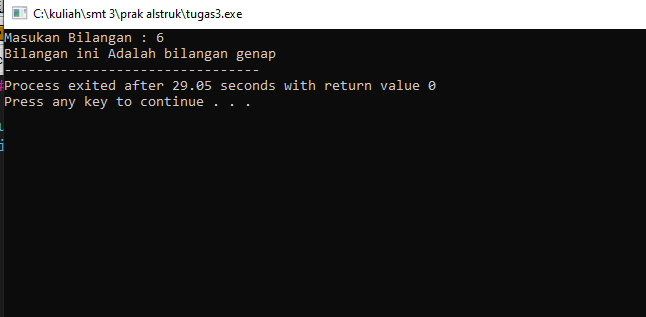 C:\kuliah\smt 3\prak alstruk\tugas3.exe
Masukan Bilangan : 6
Bilangan ini Adalah bilangan genap
--------------------------------
Process exited after 29.05 seconds with return value 0
Press any key to continue . . .